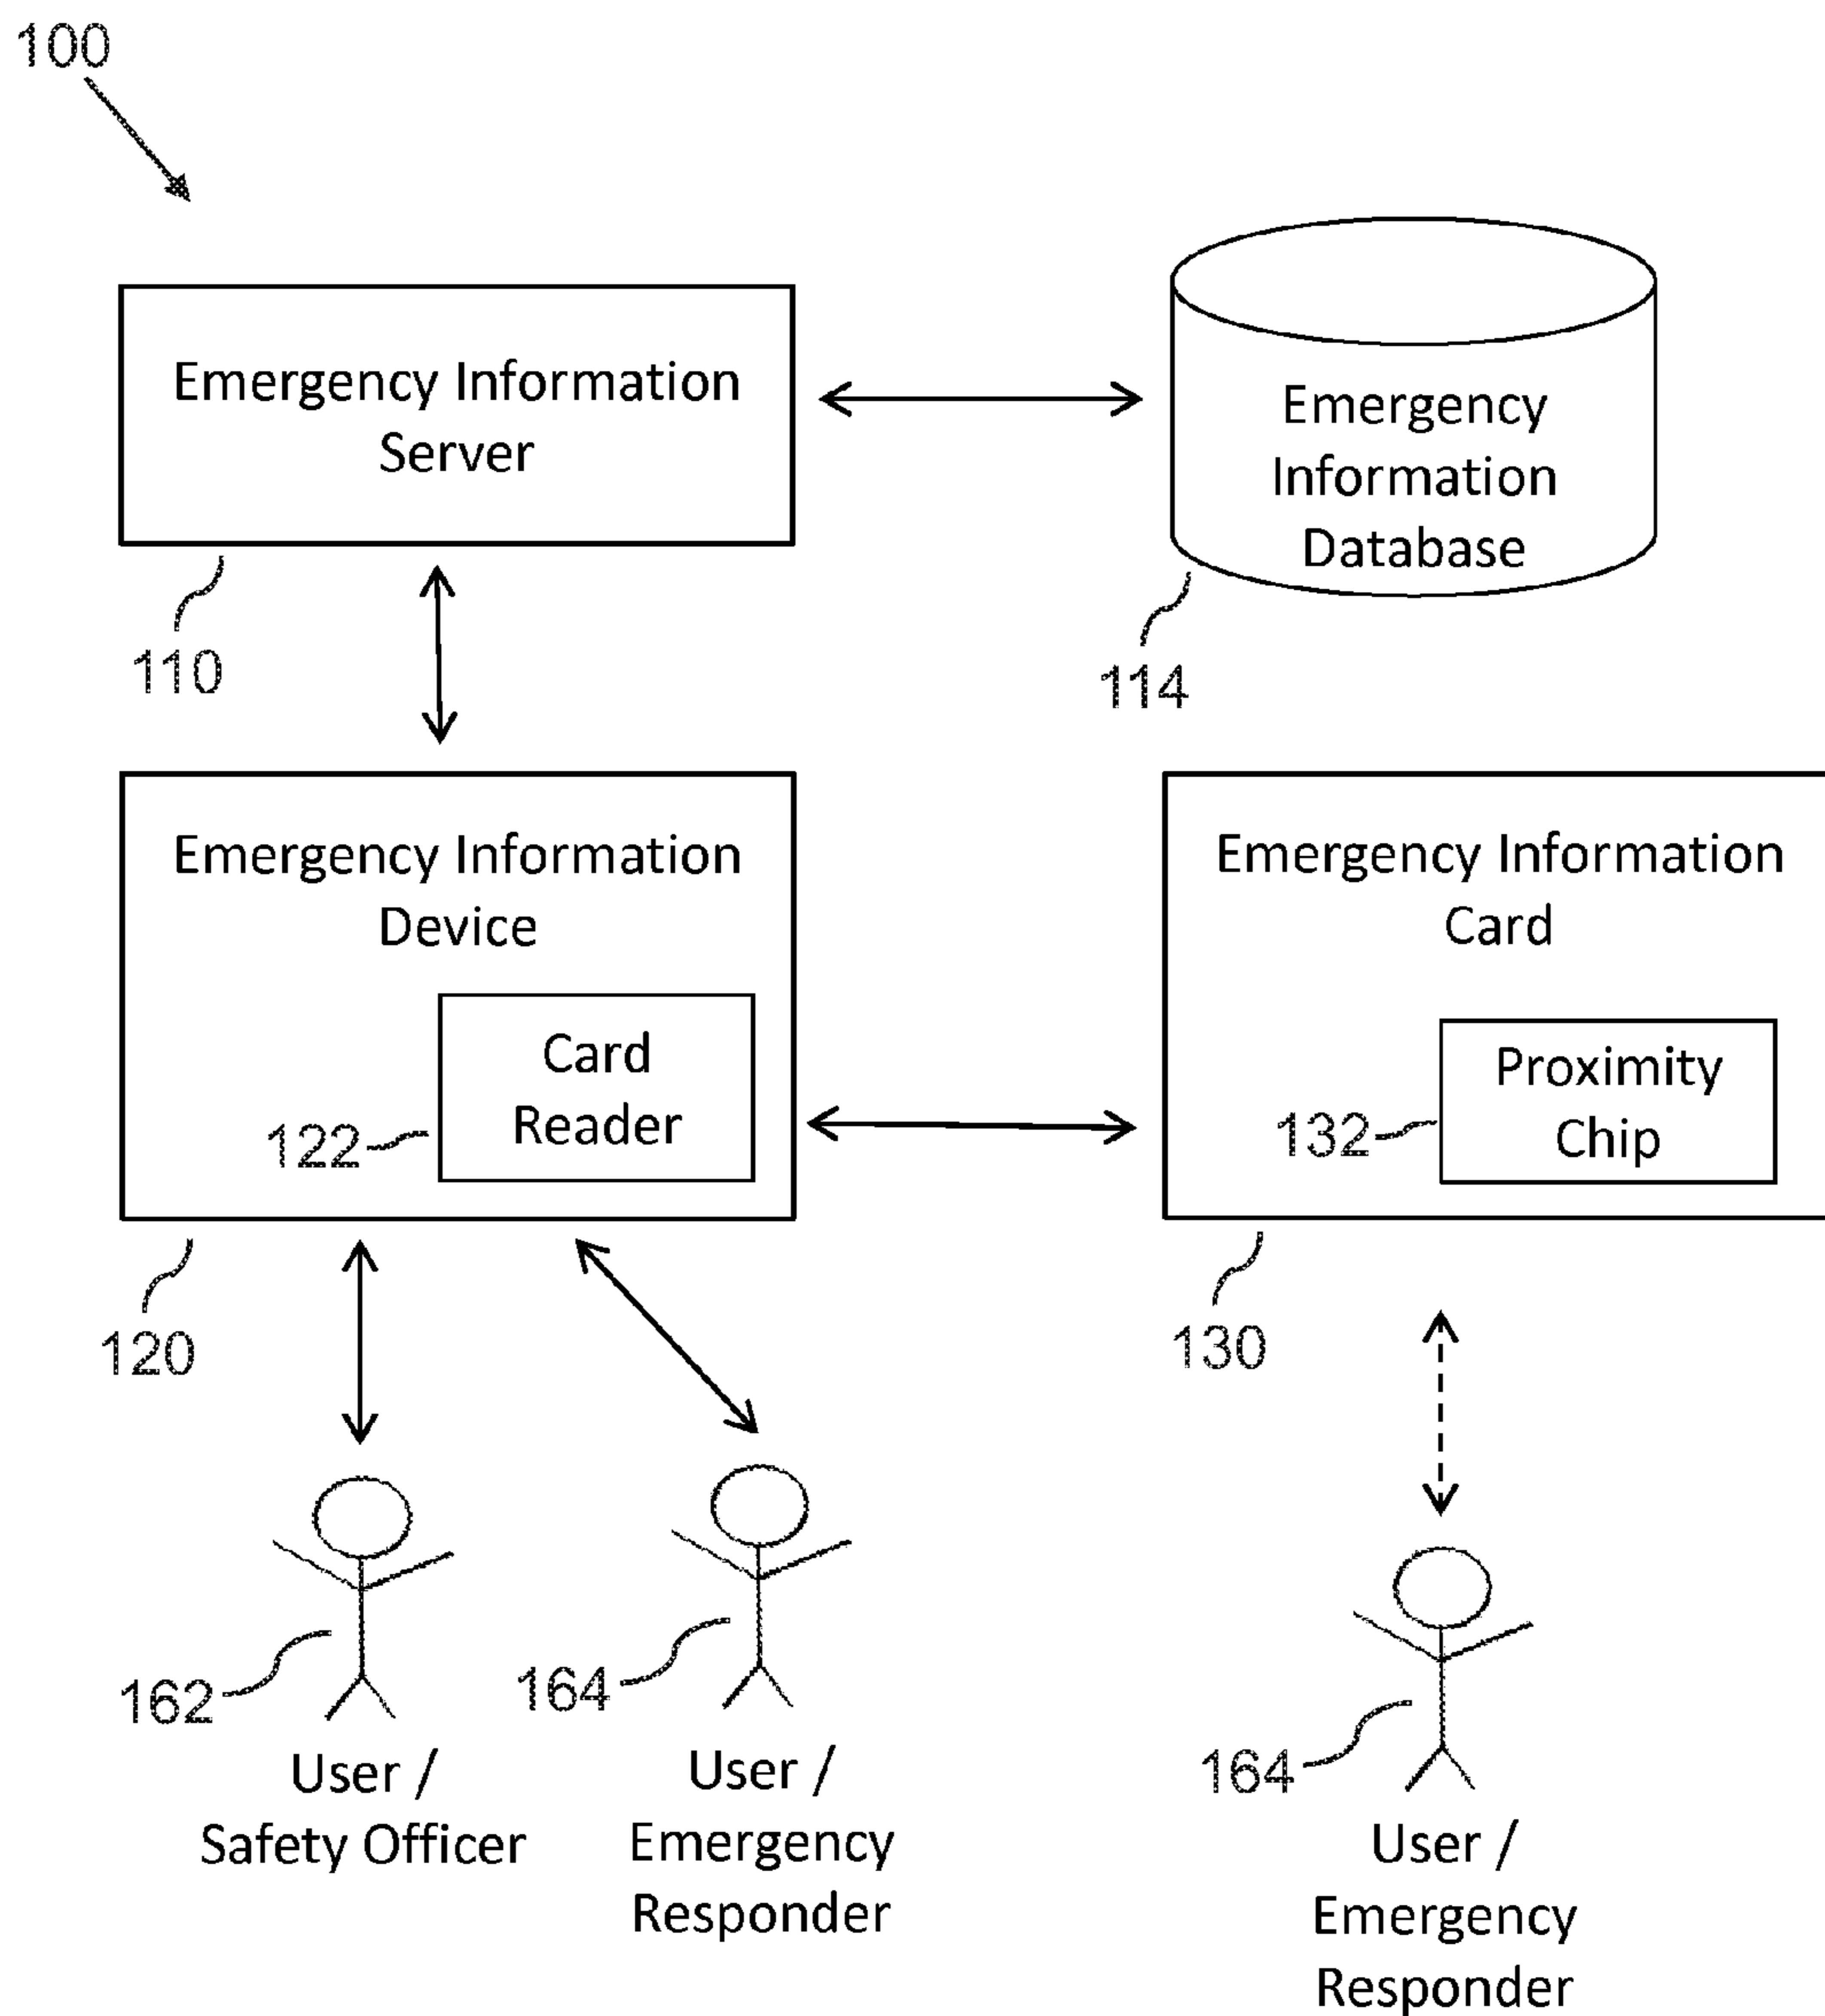 100
Emergency Information
Server
Emergency
Information
Database
110
114
Emergency Information
Device
Card
Reader
122
Emergency Information
Card
Proximity
Chip
132
120
130
162
164
164
User /
Safety Officer
User /
Emergency
Responder
User /
Emergency
Responder